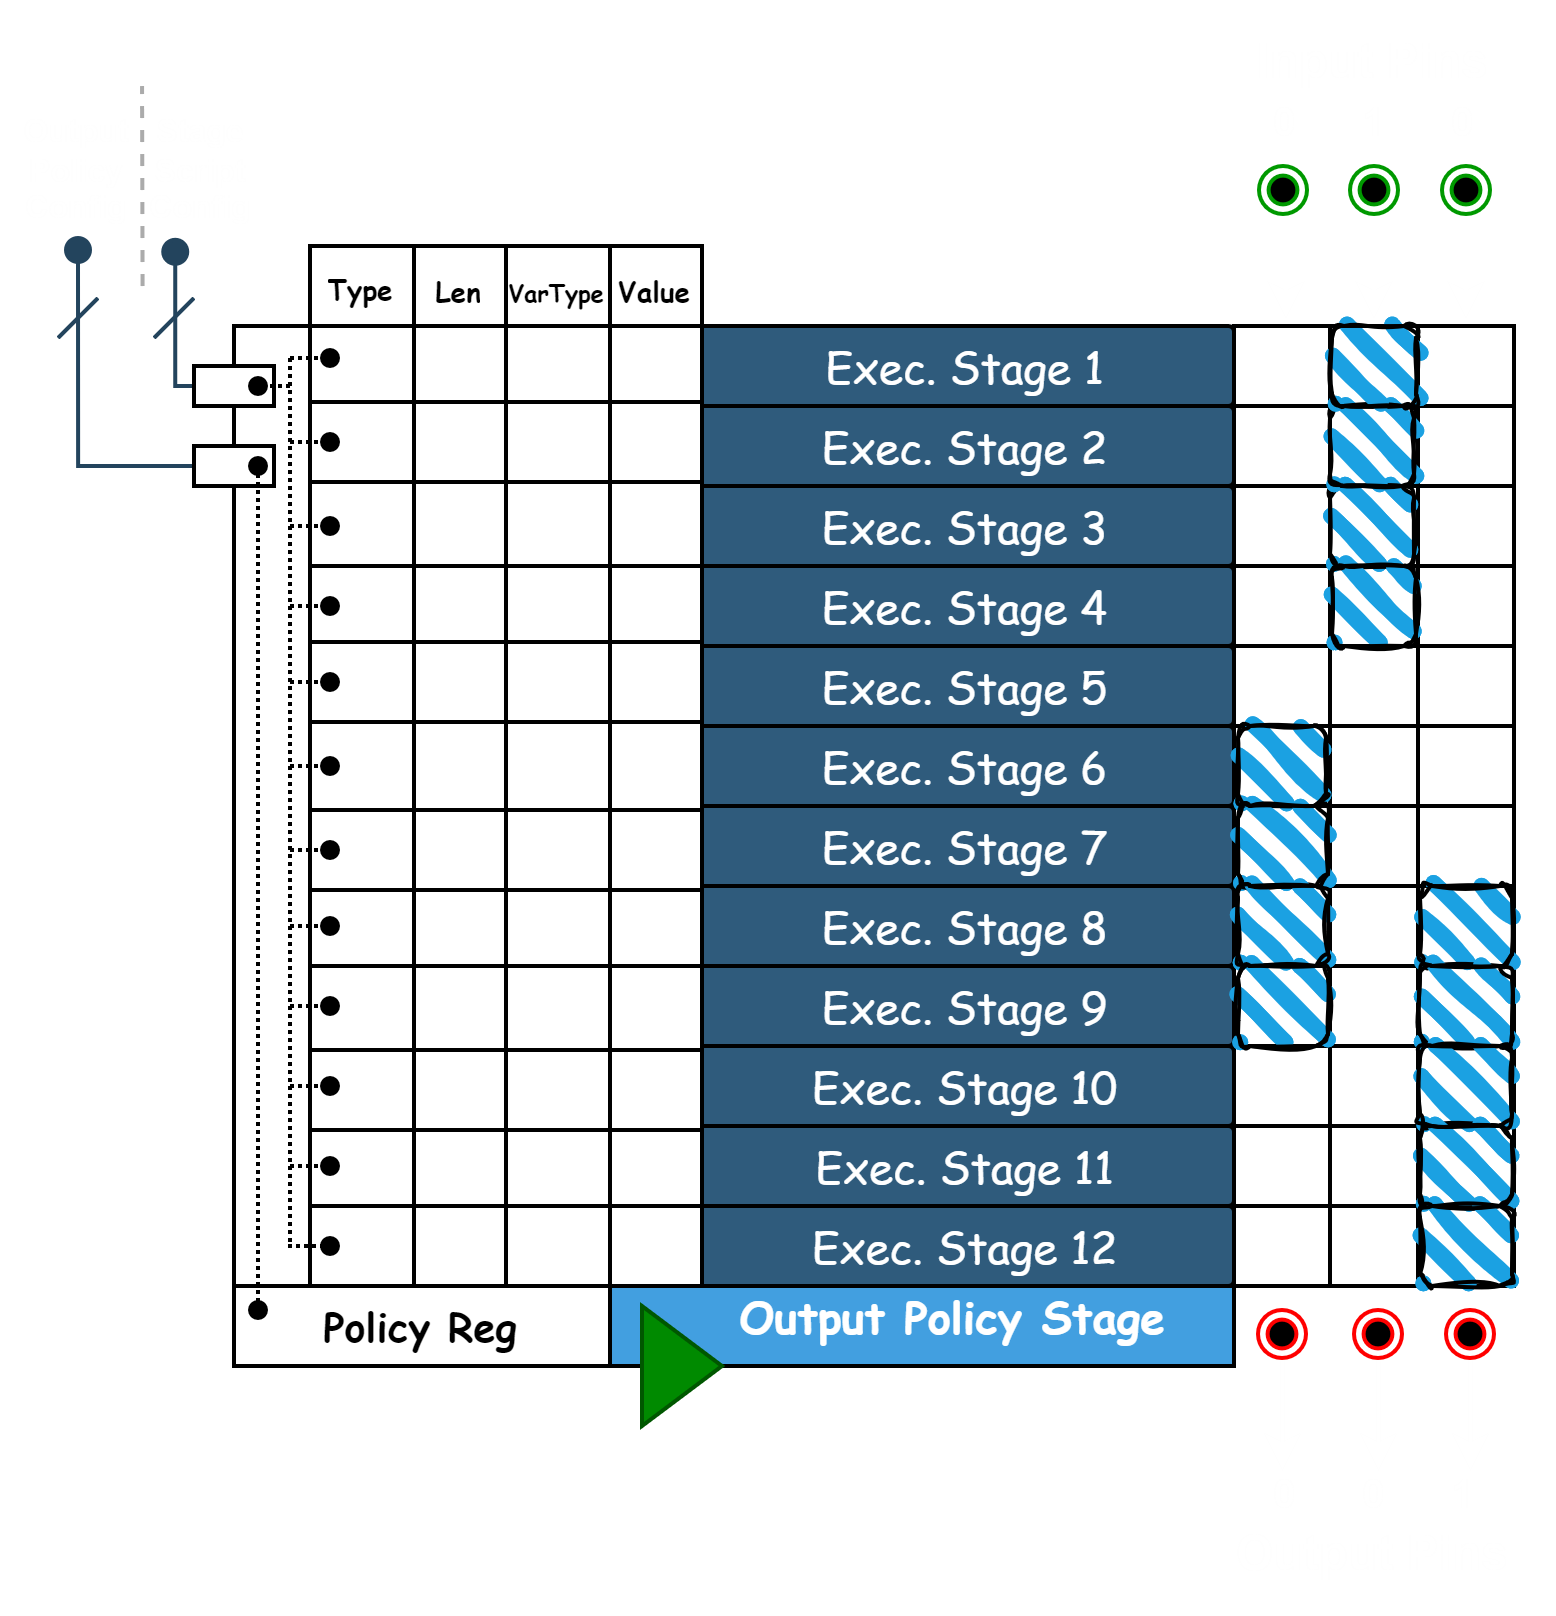 Type Len VarType Value
Exec. Stage 1
Exec. Stage 2
Exec. Stage 3
Exec. Stage 4
Exec. Stage 5
Exec. Stage 6
Exec. Stage 7
Exec. Stage 8
Exec. Stage 9
Exec. Stage 10
Exec. Stage 11
Exec. Stage 12
Policy Reg
Output Policy Stage